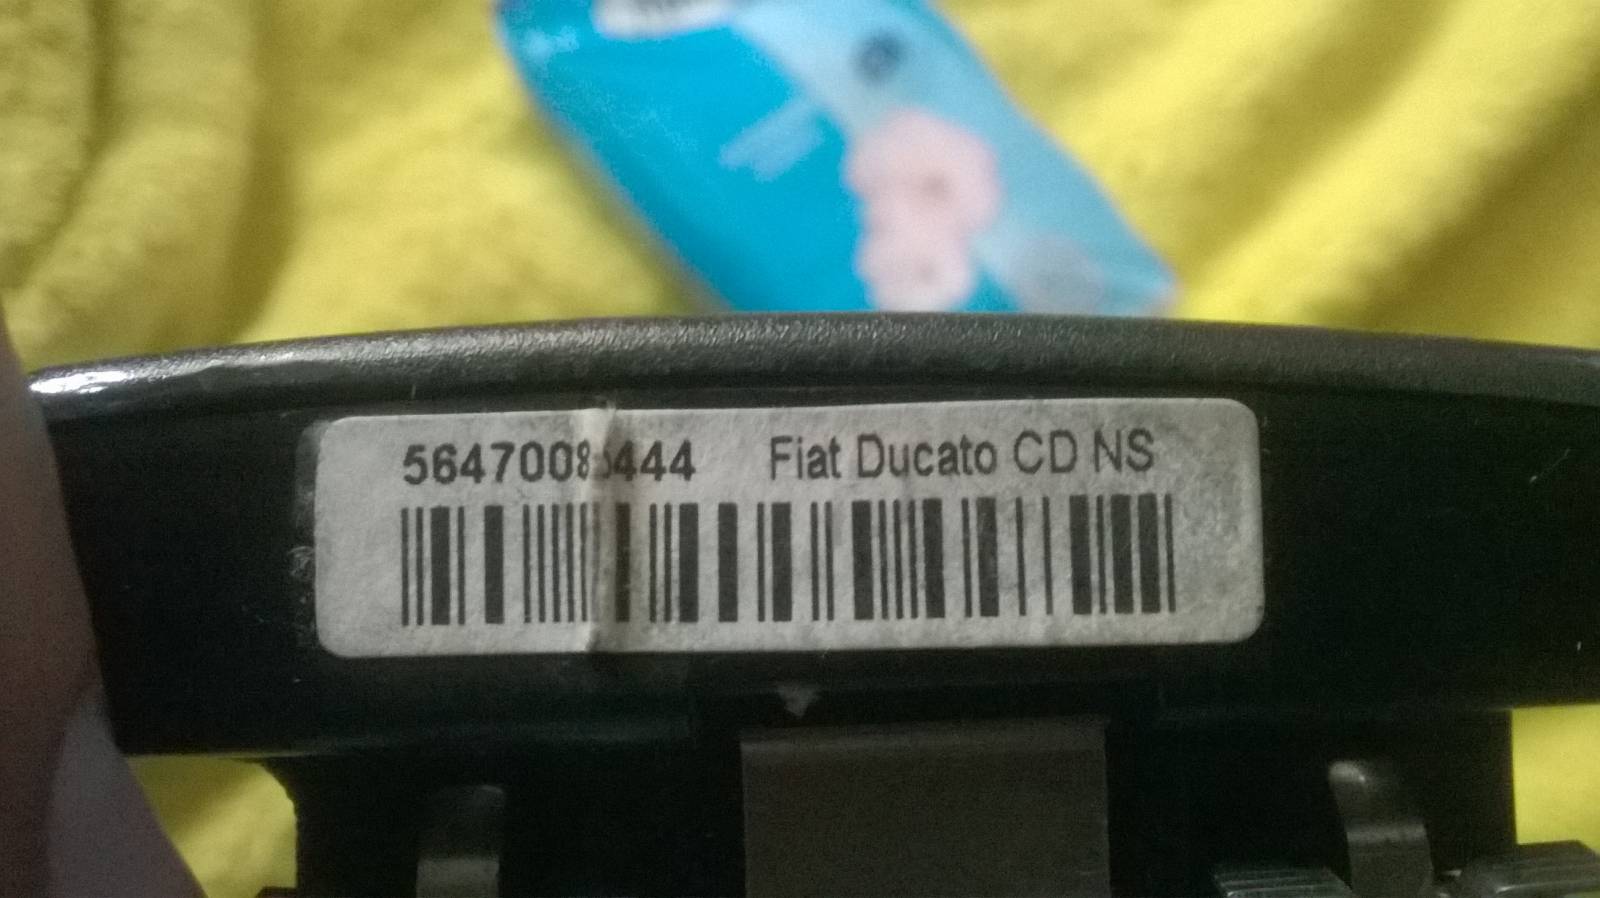 Fiat Ducato CD NS